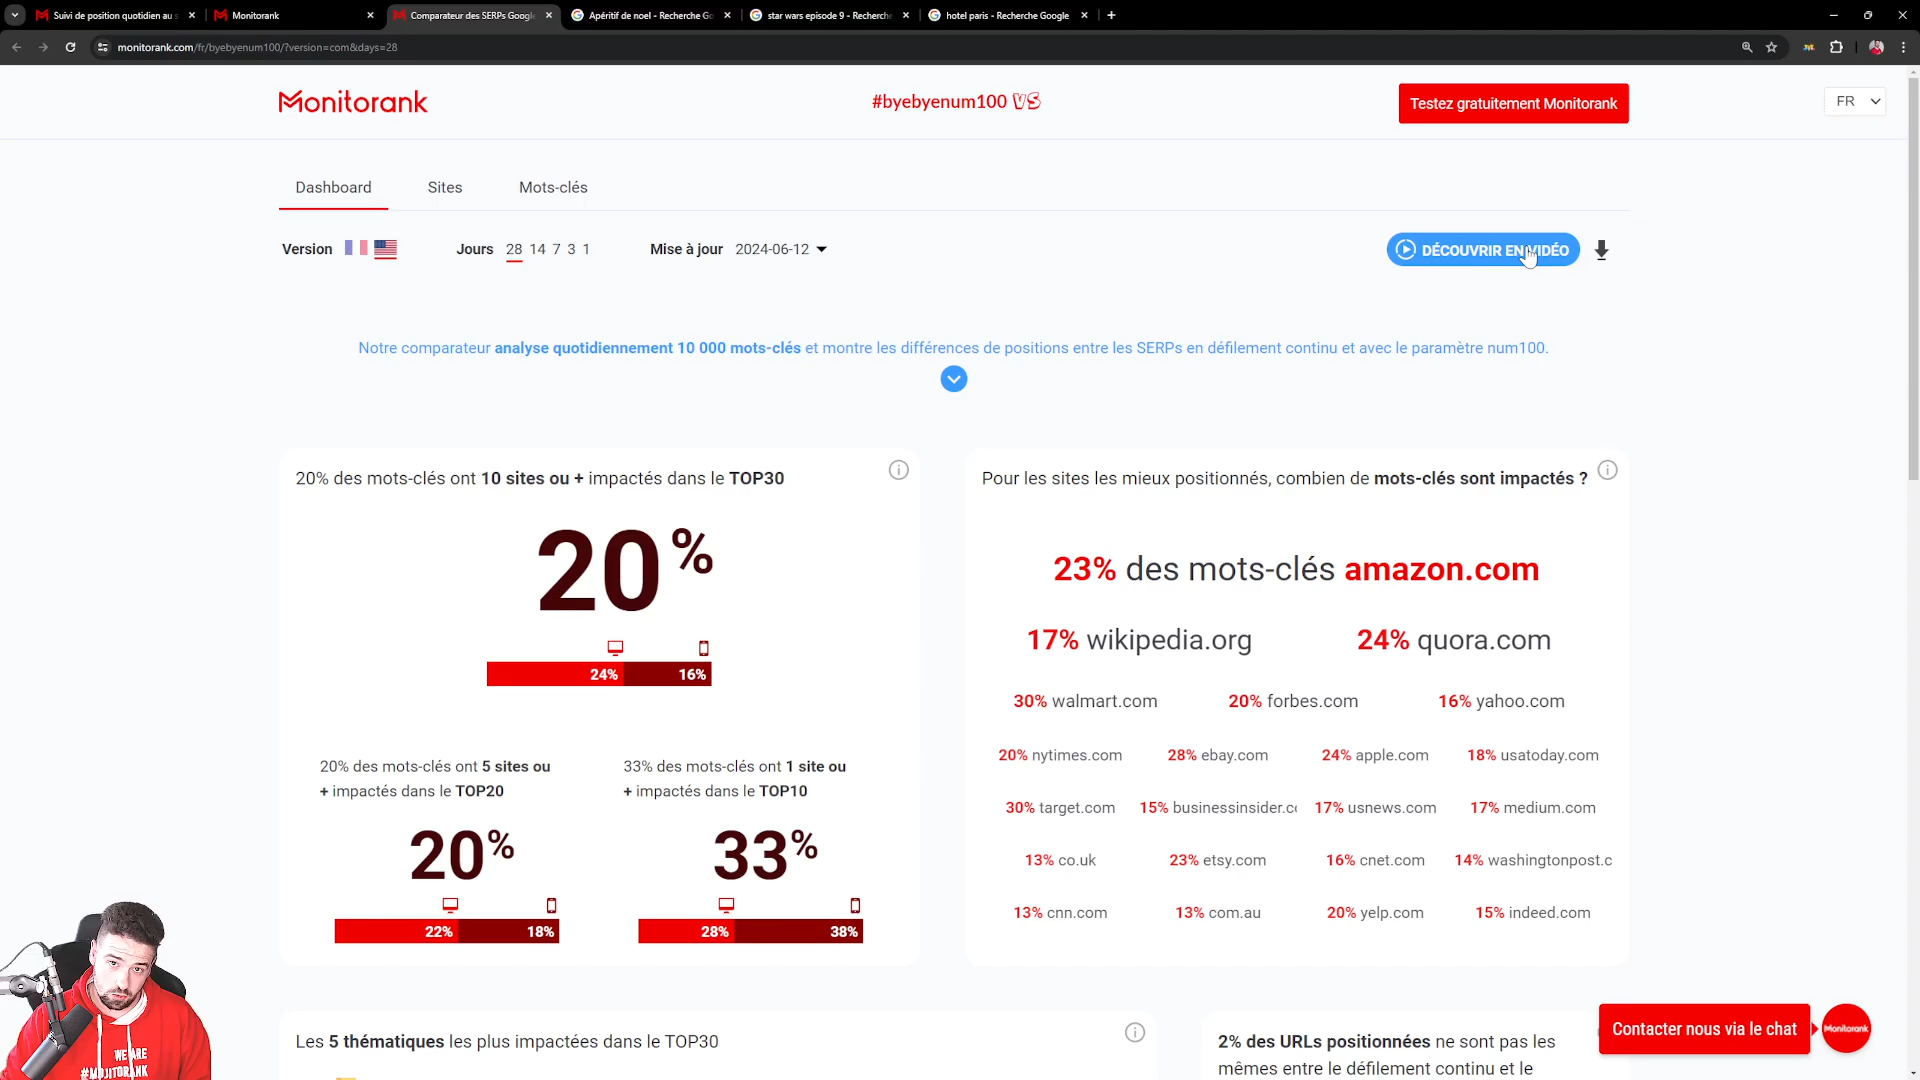 Suivi de position quotidien au s
Monitorank
Comparateur des SERPs Google
Apéritif de noel - Recherche Go
star wars episode 9 - Recherche
hotel paris - Recherche Google
monitorank.com/fr/byebyenum100/?version=com&days=28
Monitorank
#byebyenum100 VS
Testez gratuitement Monitorank
FR
Dashboard
Sites
Mots-clés
Version
Jours 28 14 7 3 1
Mise à jour 2024-06-12
DÉCOUVRIR EN VIDÉO
Notre comparateur analyse quotidiennement 10 000 mots-clés et montre les différences de positions entre les SERPs en défilement continu et avec le paramètre num100.
20% des mots-clés ont 10 sites ou + impactés dans le TOP30
20%
24% 16%
20% des mots-clés ont 5 sites ou
+ impactés dans le TOP20
20%
22% 18%
33% des mots-clés ont 1 site ou
+ impactés dans le TOP10
33%
28% 38%
Pour les sites les mieux positionnés, combien de mots-clés sont impactés ?
23% des mots-clés amazon.com
17% wikipedia.org
24% quora.com
30% walmart.com
20% forbes.com
16% yahoo.com
20% nytimes.com
28% ebay.com
24% apple.com
18% usatoday.com
30% target.com
15% businessinsider.cc
17% usnews.com
17% medium.com
13% co.uk
23% etsy.com
16% cnet.com
14% washingtonpost.c
13% cnn.com
13% com.au
20% yelp.com
15% indeed.com
Les 5 thématiques les plus impactées dans le TOP30
2% des URLs positionnées ne sont pas les
mêmes entre le défilement continu et le
Contacter nous via le chat
Monitorank
WE ARE
#MOJITORANK